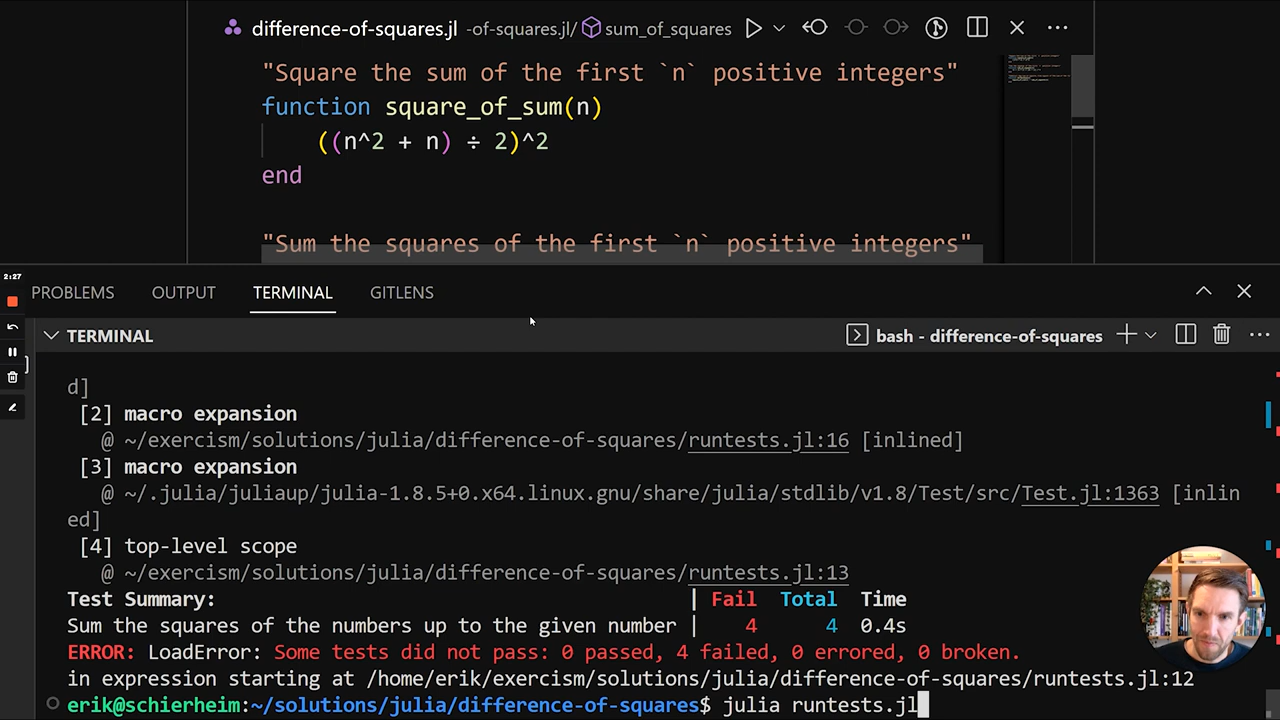 difference-of-squares.jl -of-squares.jl/ sum_of_squares
"Square the sum of the first `n` positive integers"
function square_of_sum(n)
((n^2 + n) ÷ 2)^2
end
"Sum the squares of the first `n` positive integers"
2:27
PROBLEMS OUTPUT TERMINAL GITLENS
TERMINAL bash - difference-of-squares
d]
[2] macro expansion
@ ~/exercism/solutions/julia/difference-of-squares/runtests.jl:16 [inlined]
[3] macro expansion
@ ~/.julia/juliaup/julia-1.8.5+0.x64.linux.gnu/share/julia/stdlib/v1.8/Test/src/Test.jl:1363 [inlin
ed]
[4] top-level scope
@ ~/exercism/solutions/julia/difference-of-squares/runtests.jl:13
Test Summary: | Fail Total Time
Sum the squares of the numbers up to the given number | 4 4 0.4s
ERROR: LoadError: Some tests did not pass: 0 passed, 4 failed, 0 errored, 0 broken.
in expression starting at /home/erik/exercism/solutions/julia/difference-of-squares/runtests.jl:12
erik@schierheim:~/solutions/julia/difference-of-squares$ julia runtests.jl